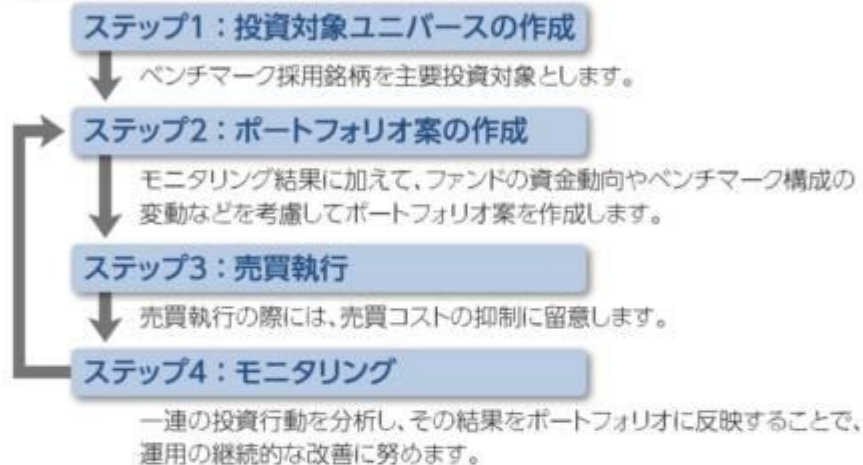 ステップ1：投資対象ユニバースの作成
ベンチマーク採用銘柄を主要投資対象とします。
ステップ2：ポートフォリオ案の作成
モニタリング結果に加えて、ファンドの資金動向やベンチマーク構成の
変動などを考慮してポートフォリオ案を作成します。
ステップ3：売買執行
売買執行の際には、売買コストの抑制に留意します。
ステップ4：モニタリング
一連の投資行動を分析し、その結果をポートフォリオに反映することで、
運用の継続的な改善に努めます。